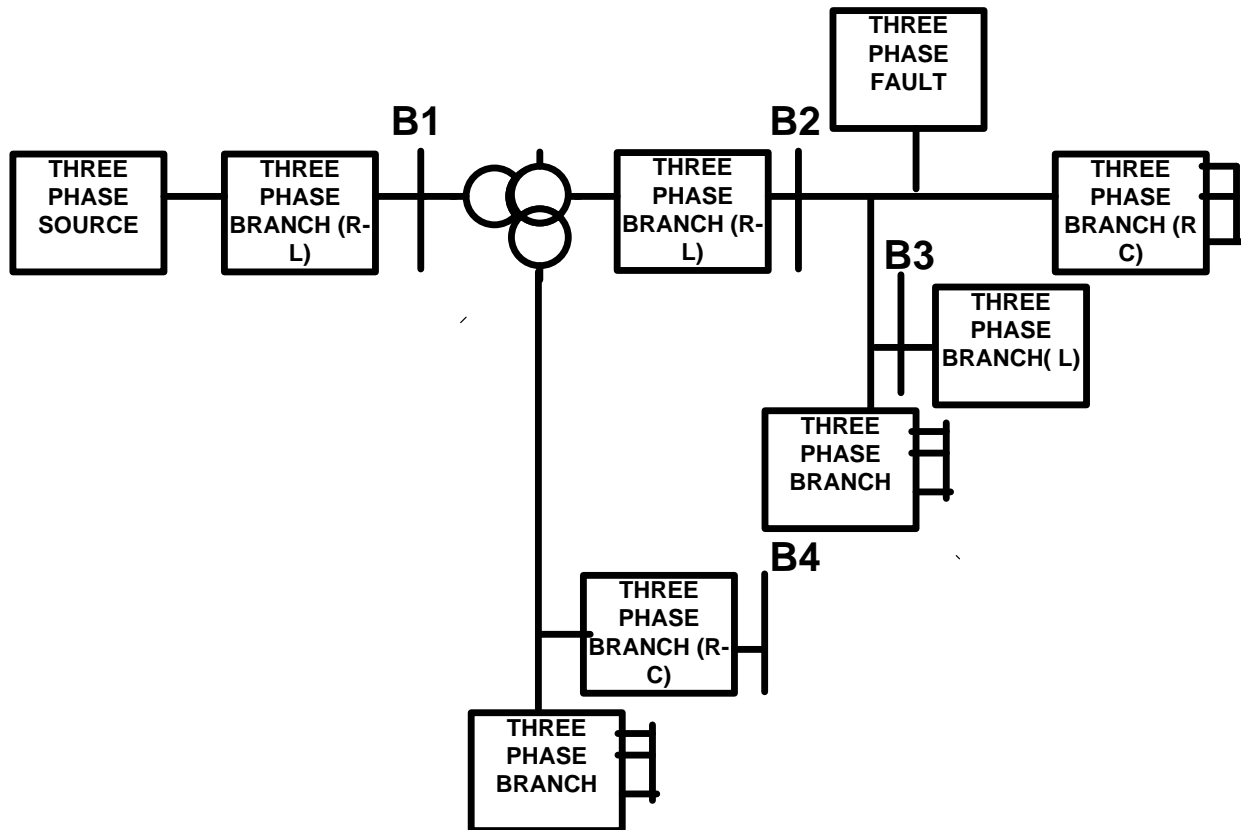 THREE
PHASE
FAULT
B1
B2
THREE
PHASE
SOURCE
THREE
PHASE
BRANCH (R-
L)
THREE
PHASE
BRANCH (R-
L)
THREE
PHASE
BRANCH (R
C)
B3
THREE
PHASE
BRANCH( L)
THREE
PHASE
BRANCH
B4
THREE
PHASE
BRANCH (R-
C)
THREE
PHASE
BRANCH